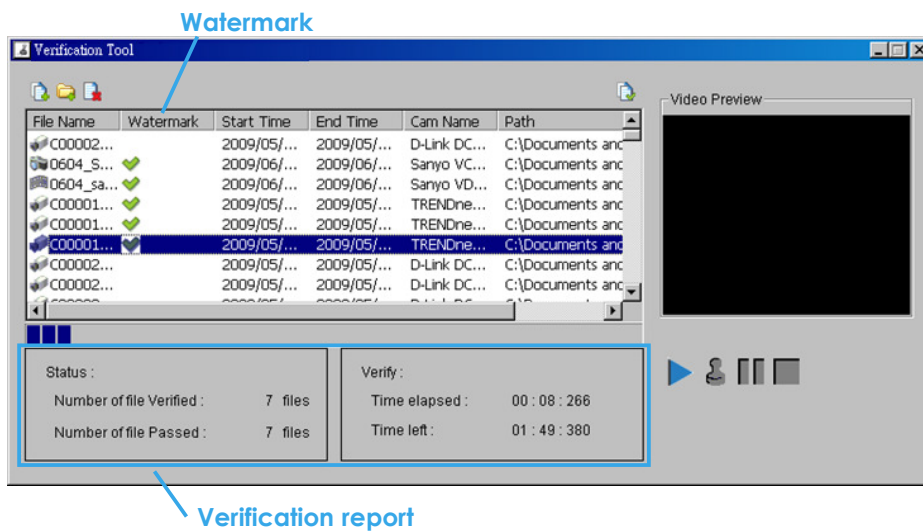 Watermark
Verification Tool
Video Preview
File Name Watermark Start Time End Time Cam Name Path
C00002... 2009/05/... 2009/05/... D-Link DC... C:\Documents and
0604_S... 2009/06/... 2009/06/... Sanyo VC... C:\Documents and
0604_sa... 2009/06/... 2009/06/... Sanyo VD... C:\Documents and
C00001... 2009/05/... 2009/05/... TRENDne... C:\Documents and
C00001... 2009/05/... 2009/05/... TRENDne... C:\Documents and
C00001... 2009/05/... 2009/05/... TRENDne... C:\Documents and
C00002... 2009/05/... 2009/05/... D-Link DC... C:\Documents and
C00002... 2009/05/... 2009/05/... D-Link DC... C:\Documents and
Status :
Number of file Verified : 7 files
Number of file Passed : 7 files
Verify :
Time elapsed : 00 : 08 : 266
Time left : 01 : 49 : 380
Verification report